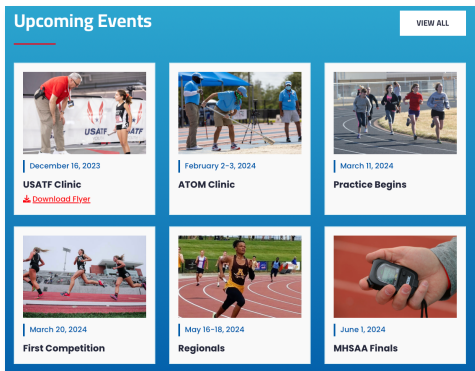 Upcoming Events
VIEW ALL
USATF
December 16, 2023
USATF Clinic
Download Flyer
February 2-3, 2024
ATOM Clinic
March 11, 2024
Practice Begins
March 20, 2024
First Competition
May 16-18, 2024
Regionals
June 1, 2024
MHSAA Finals